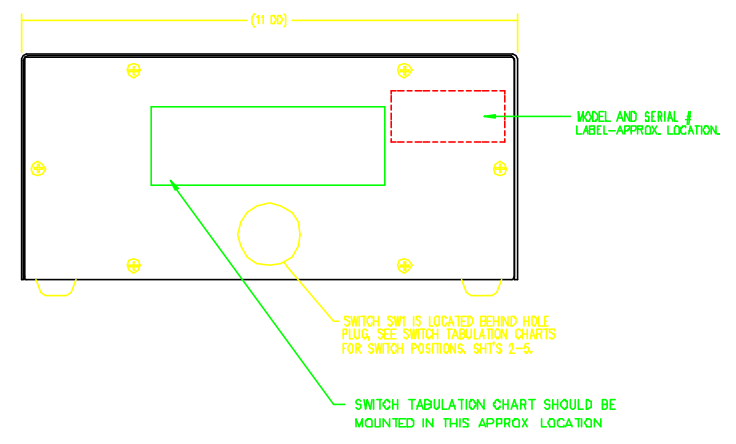 (11.00)
MODEL AND SERIAL #
LABEL-APPROX. LOCATION.
SWITCH SW1 IS LOCATED BEHIND HOLE
PLUG, SEE SWITCH TABULATION CHARTS
FOR SWITCH POSITIONS. SHT'S 2-5.
SWITCH TABULATION CHART SHOULD BE
MOUNTED IN THIS APPROX LOCATION